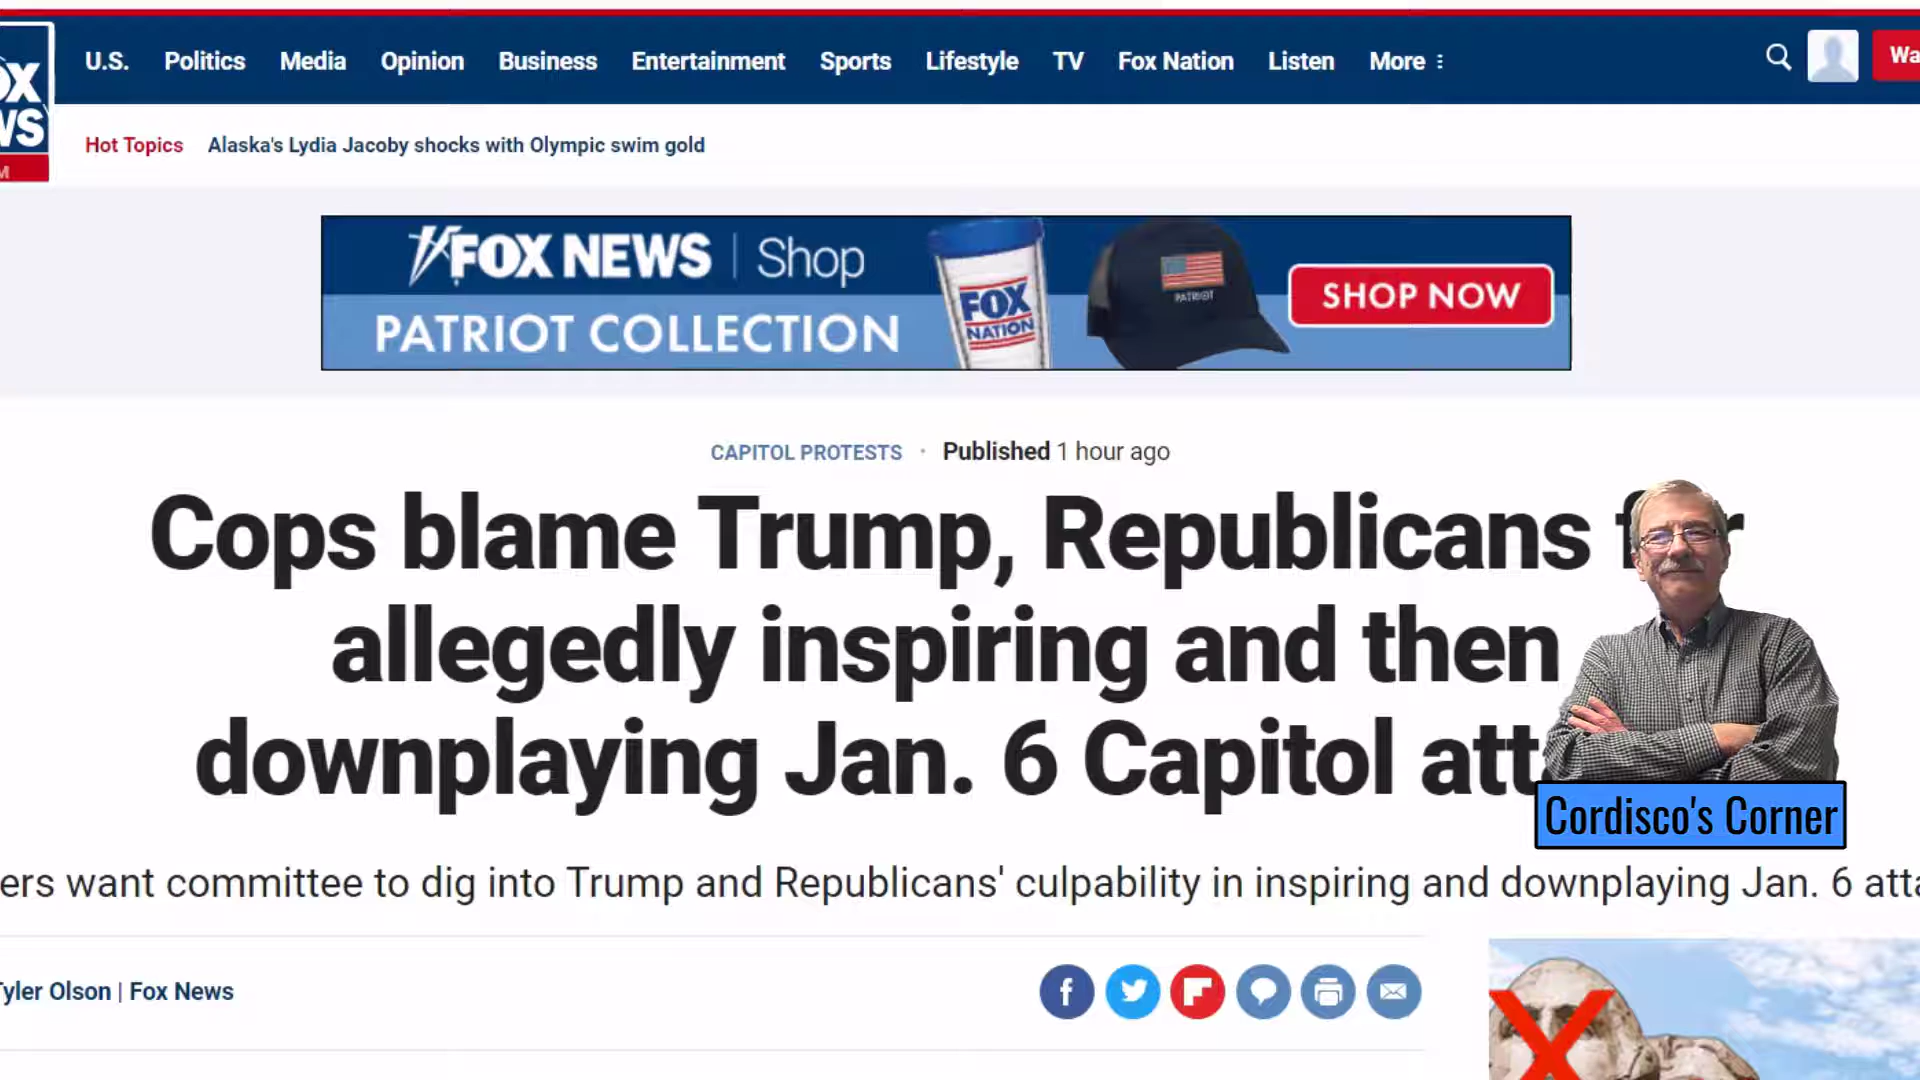 U.S. Politics Media Opinion Business Entertainment Sports Lifestyle TV Fox Nation Listen More
Hot Topics Alaska's Lydia Jacoby shocks with Olympic swim gold
FOX NEWS Shop
PATRIOT COLLECTION
FOX
NATION
PATRIOT
SHOP NOW
CAPITOL PROTESTS · Published 1 hour ago
Cops blame Trump, Republicans
allegedly inspiring and then
downplaying Jan. 6 Capitol
Cordisco's Corner
want committee to dig into Trump and Republicans' culpability in inspiring and downplaying Jan. 6
Tyler Olson | Fox News